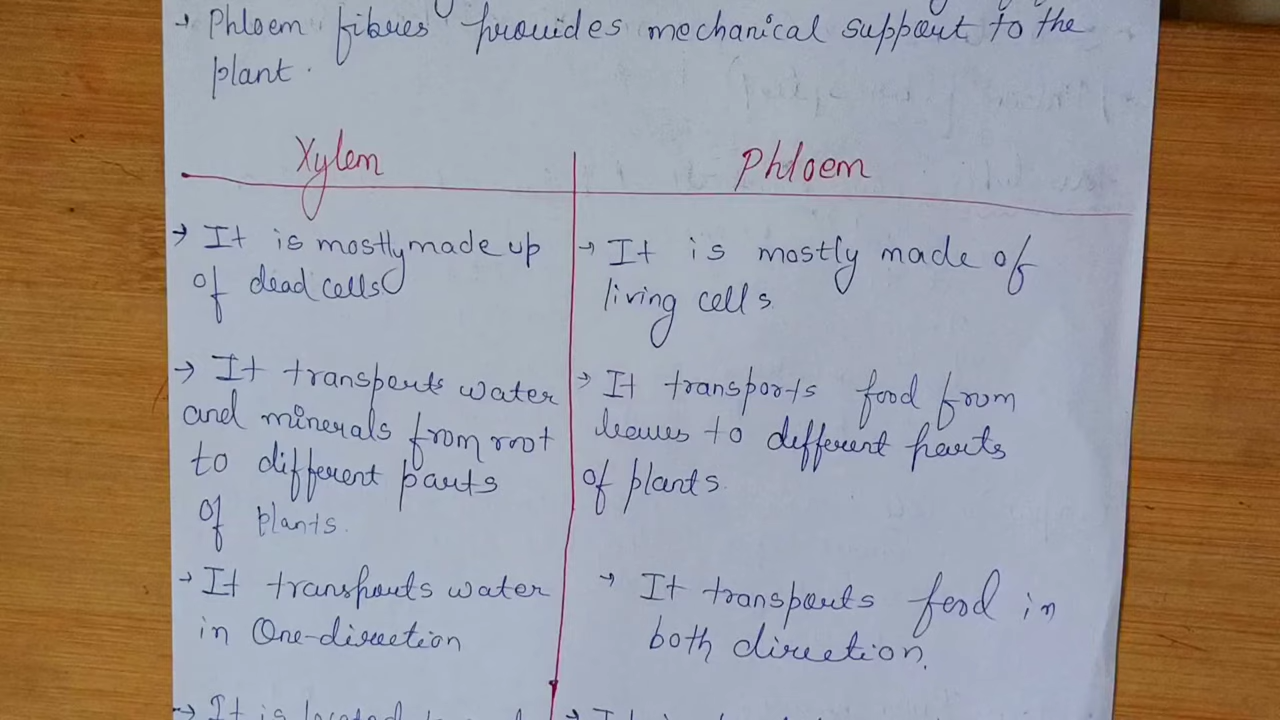 → Phloem fibres provides mechanical support to the
plant.
Xylem
Phloem
→ It is mostly made up
of dead cells
→ It is mostly made of
living cells.
→ It transports water
and minerals from root
to different parts
of plants.
→ It transports food from
leaves to different parts
of plants.
→ It transports water
in One-direction
→ It transports food in
both direction.
→ It is located
→